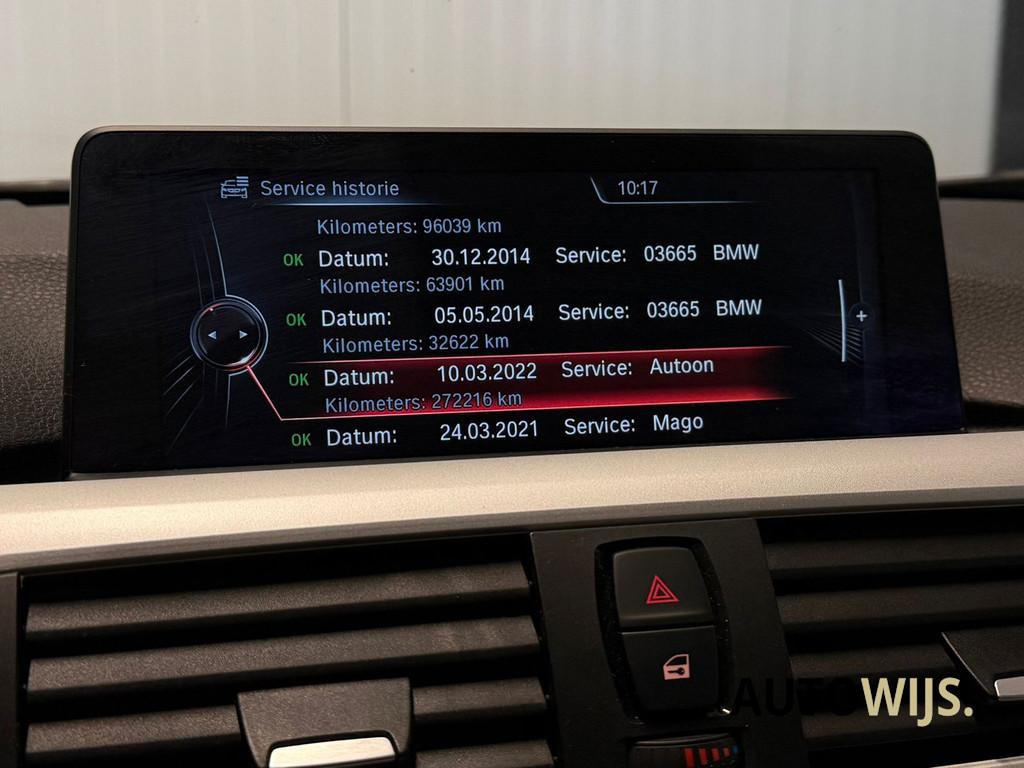 Service historie 10:17
Kilometers: 96039 km
OK Datum: 30.12.2014 Service: 03665 BMW
Kilometers: 63901 km
OK Datum: 05.05.2014 Service: 03665 BMW
Kilometers: 32622 km
OK Datum: 10.03.2022 Service: Autoon
Kilometers: 272216 km
OK Datum: 24.03.2021 Service: Mago
AUTOWIJS.